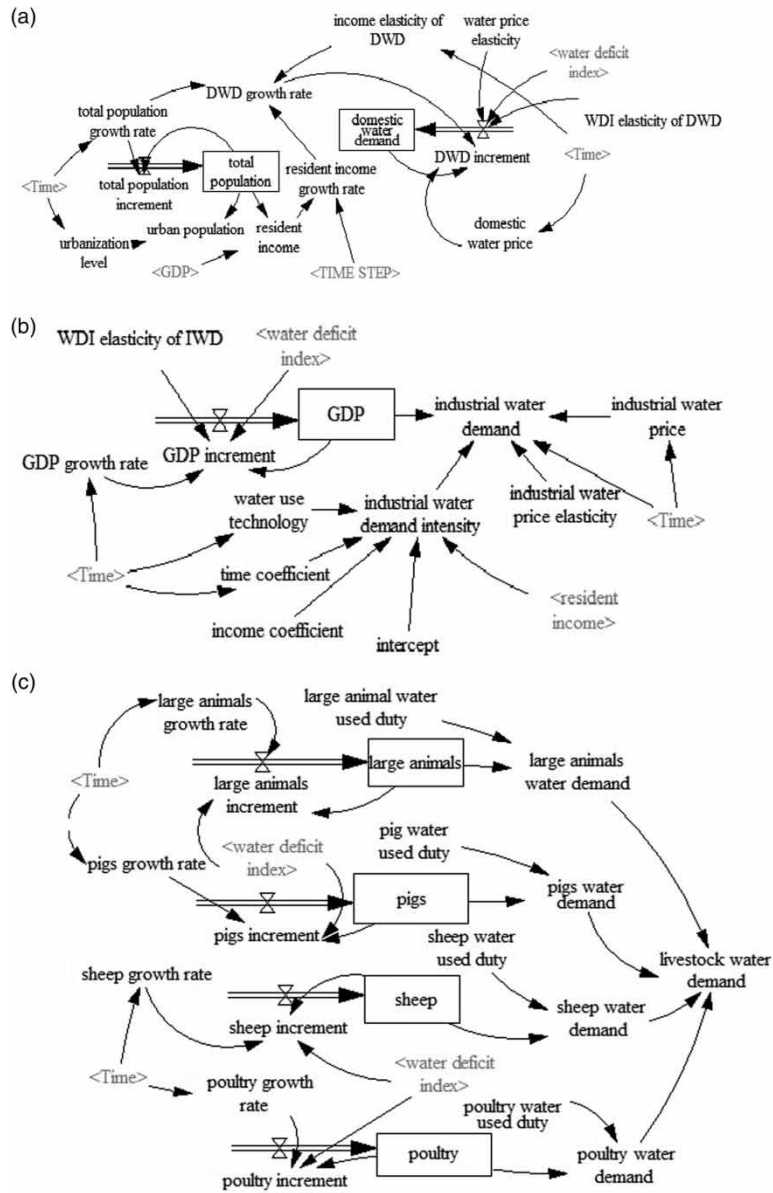 (a)
income elasticity of
DWD
water price
elasticity
<water deficit
index>
DWD growth rate
total population
growth rate
domestic
water
demand
WDI elasticity of DWD
DWD increment
<Time>
<Time>
total population
increment
total
population
resident income
growth rate
urbanization
level
urban population
resident
income
domestic
water price
<GDP>
<TIME STEP>
(b)
WDI elasticity of IWD
<water deficit
index>
GDP
industrial water
demand
industrial water
price
GDP growth rate
GDP increment
water use
technology
industrial water
demand intensity
industrial water
price elasticity
<Time>
<Time>
time coefficient
<resident
income>
income coefficient
intercept
(c)
large animals
growth rate
large animal water
used duty
<Time>
large animals
increment
large animals
large animals
water demand
pigs growth rate
<water deficit
index>
pig water
used duty
pigs
pigs water
demand
pigs increment
sheep water
used duty
livestock water
demand
sheep growth rate
sheep
sheep increment
sheep water
demand
<Time>
poultry growth
rate
<water deficit
index>
poultry water
used duty
poultry
poultry increment
poultry water
demand